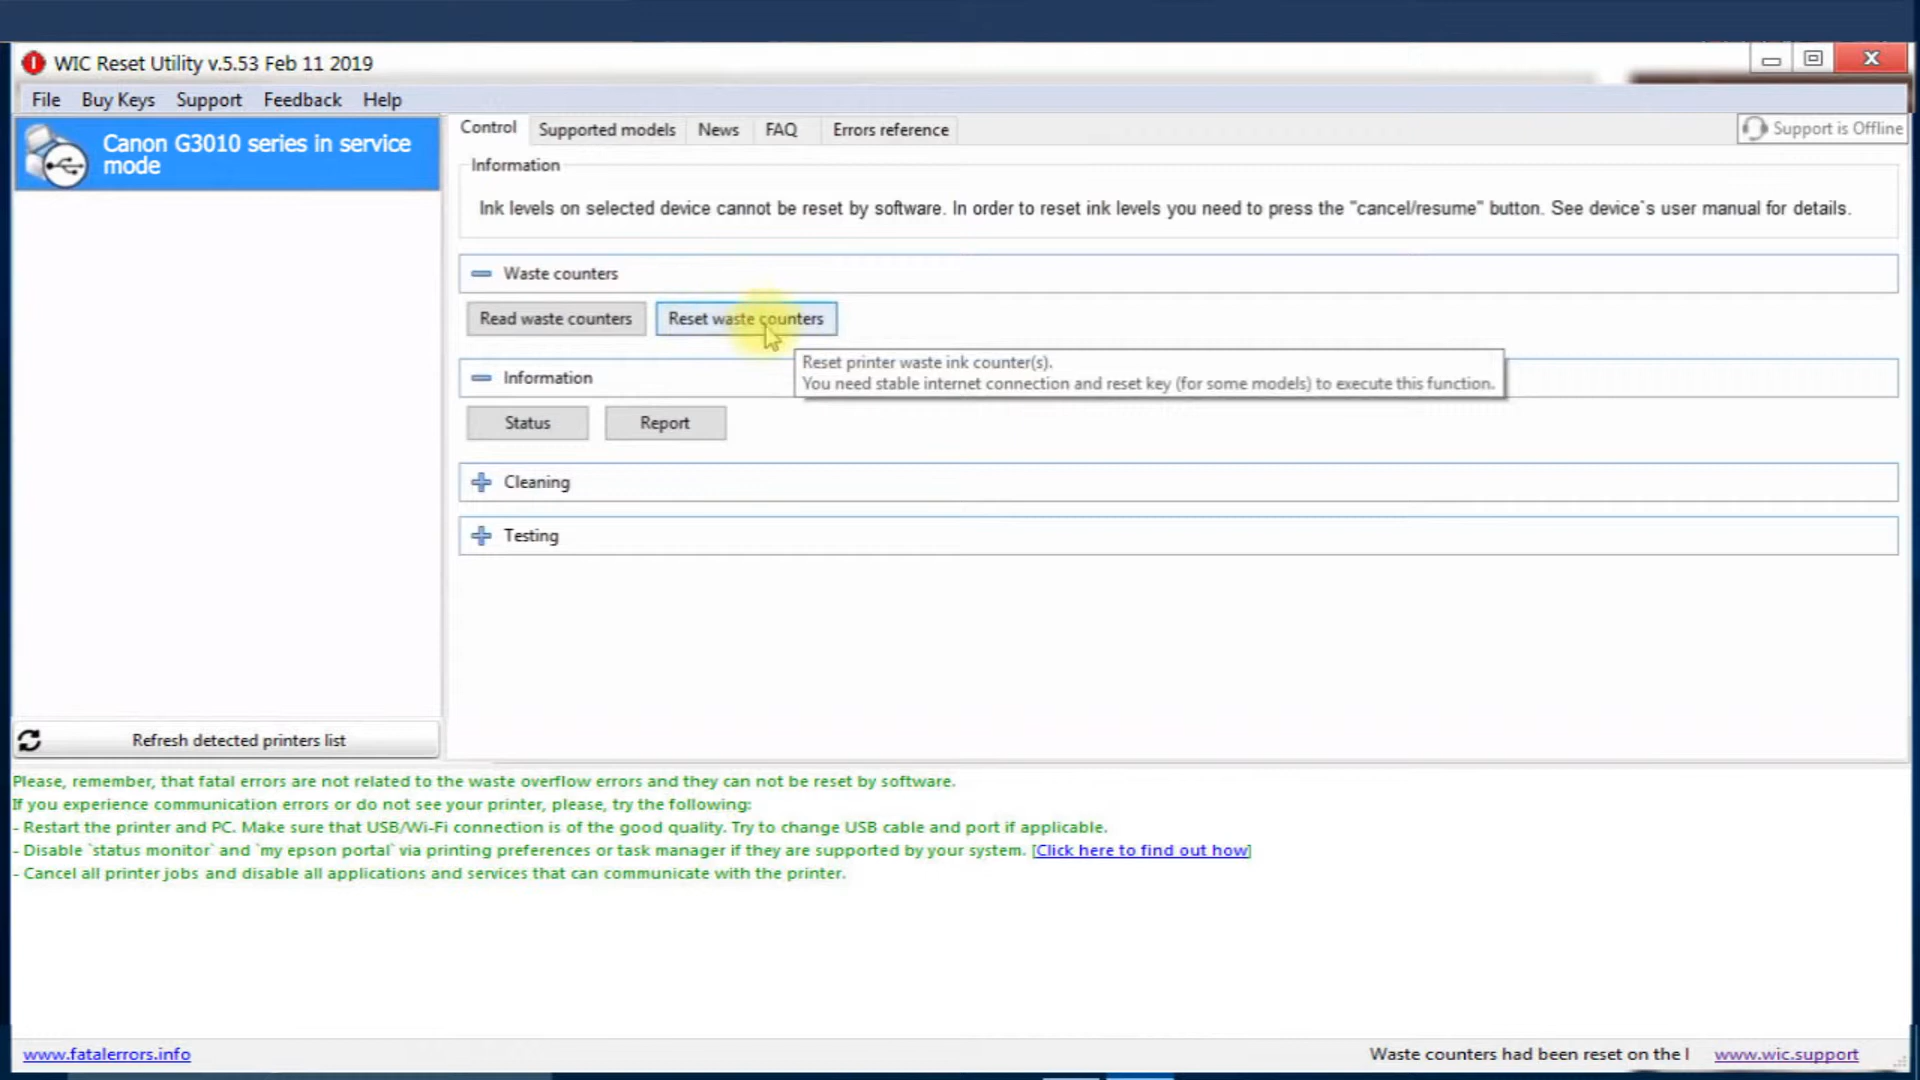 WIC Reset Utility v.5.53 Feb 11 2019
File Buy Keys Support Feedback Help
Canon G3010 series in service
mode
Control Supported models News FAQ Errors reference
Support is Offline
Information
Ink levels on selected device cannot be reset by software. In order to reset ink levels you need to press the "cancel/resume" button. See device`s user manual for details.
Waste counters
Read waste counters Reset waste counters
Reset printer waste ink counter(s).
You need stable internet connection and reset key (for some models) to execute this function.
Information
Status Report
Cleaning
Testing
Refresh detected printers list
Please, remember, that fatal errors are not related to the waste overflow errors and they can not be reset by software.
If you experience communication errors or do not see your printer, please, try the following:
- Restart the printer and PC. Make sure that USB/Wi-Fi connection is of the good quality. Try to change USB cable and port if applicable.
- Disable `status monitor` and `my epson portal` via printing preferences or task manager if they are supported by your system. [Click here to find out how]
- Cancel all printer jobs and disable all applications and services that can communicate with the printer.
www.fatalerrors.info
Waste counters had been reset on the
www.wic.support